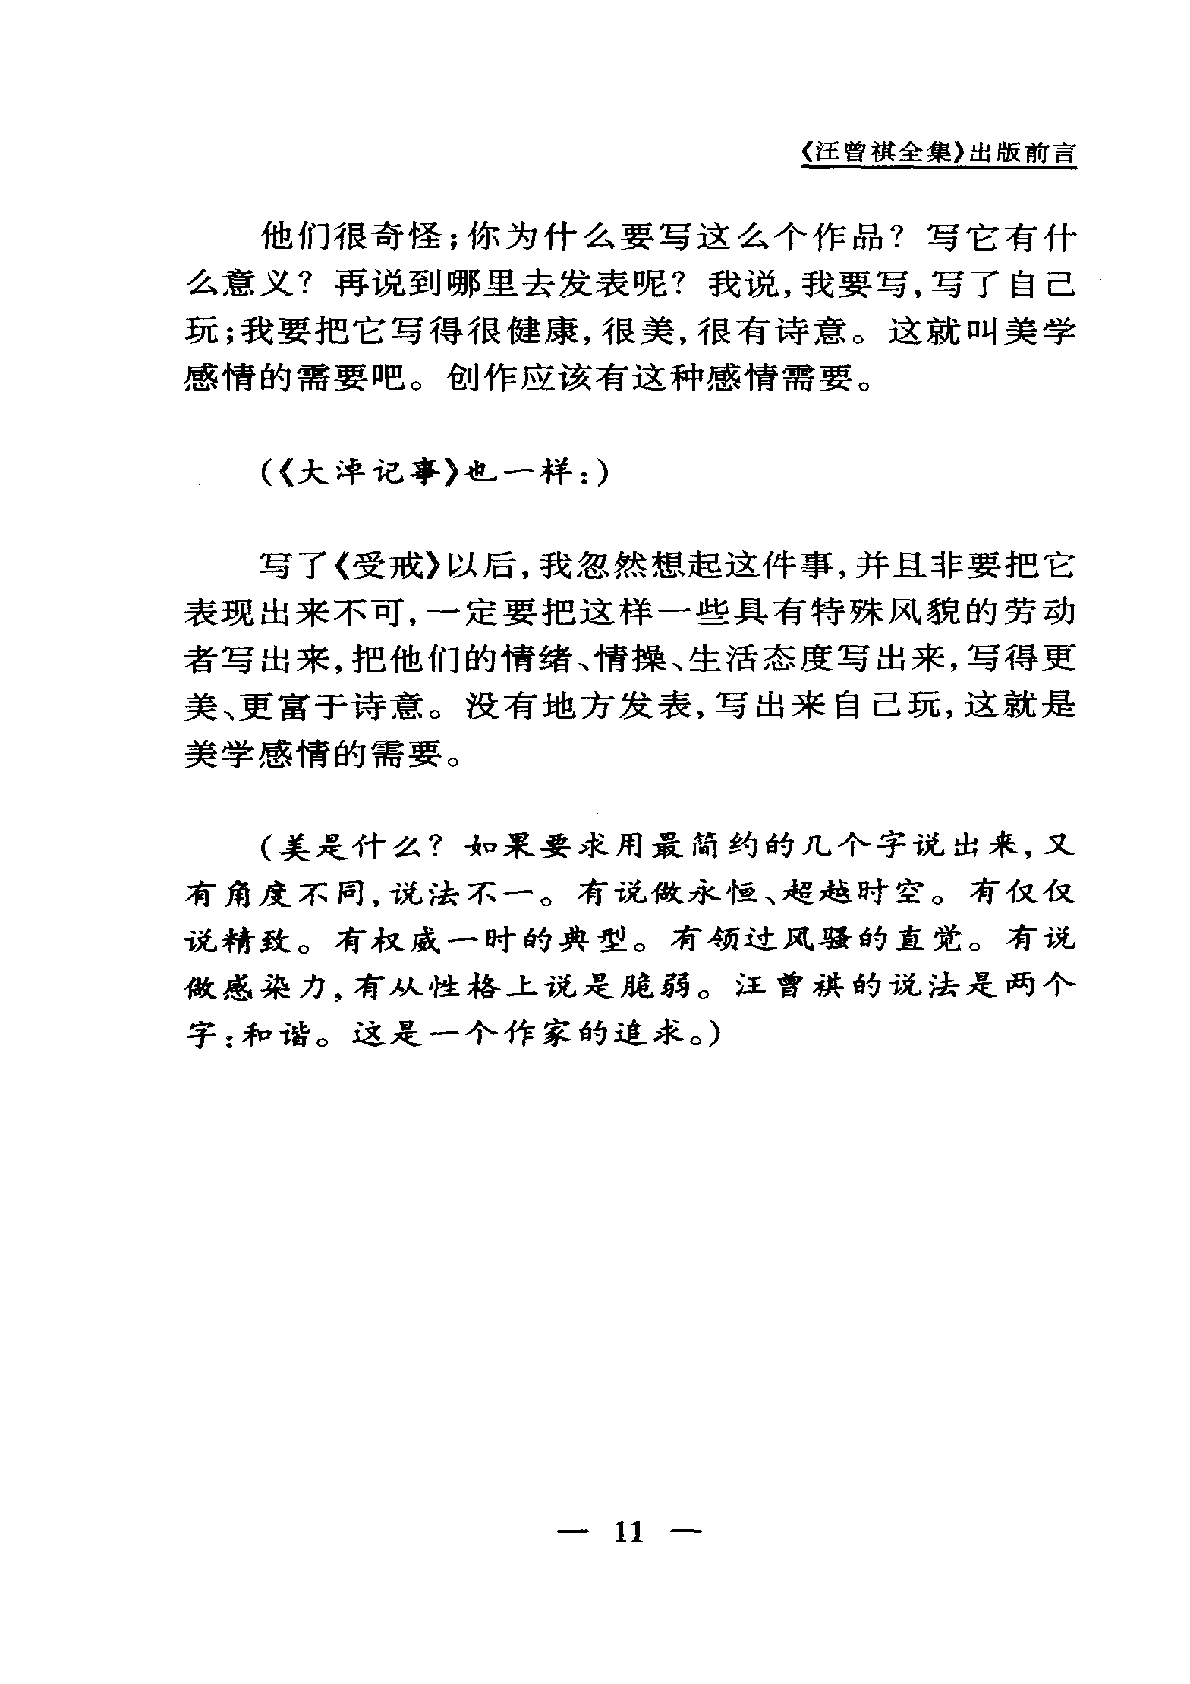 《汪曾祺全集》出版前言
他们很奇怪；你为什么要写这么个作品？写它有什
么意义？再说到哪里去发表呢？我说，我要写，写了自己
玩；我要把它写得很健康，很美，很有诗意。这就叫美学
感情的需要吧。创作应该有这种感情需要。
（《大淖记事》也一样：）
写了《受戒》以后，我忽然想起这件事，并且非要把它
表现出来不可，一定要把这样一些具有特殊风貌的劳动
者写出来，把他们的情绪、情操、生活态度写出来，写得更
美、更富于诗意。没有地方发表，写出来自己玩，这就是
美学感情的需要。
（美是什么？如果要求用最简约的几个字说出来，又
有角度不同，说法不一。有说做永恒、超越时空。有仅仅
说精致。有权威一时的典型。有领过风骚的直觉。有说
做感染力，有从性格上说是脆弱。汪曾祺的说法是两个
字：和谐。这是一个作家的追求。）
— 11 —